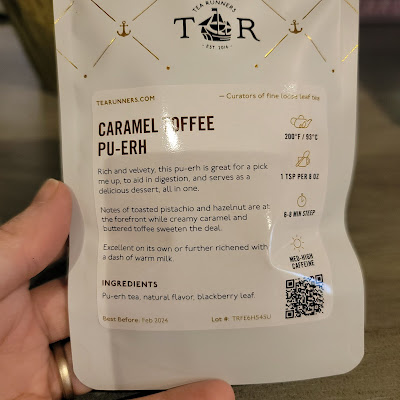 TEA RUNNERS
T R
· EST. 2016 ·
TEARUNNERS.COM
— Curators of fine loose leaf tea
CARAMEL TOFFEE
PU-ERH
200°F / 93°C
1 TSP PER 8 OZ
Rich and velvety, this pu-erh is great for a pick
me up, to aid in digestion, and serves as a
delicious dessert, all in one.
Notes of toasted pistachio and hazelnut are at
the forefront while creamy caramel and
buttered toffee sweeten the deal.
MIN STEEP
Excellent on its own or further richened with
a dash of warm milk.
MED-HIGH
CAFFEINE
INGREDIENTS
Pu-erh tea, natural flavor, blackberry leaf.
Best Before: Feb 2024
Lot #: